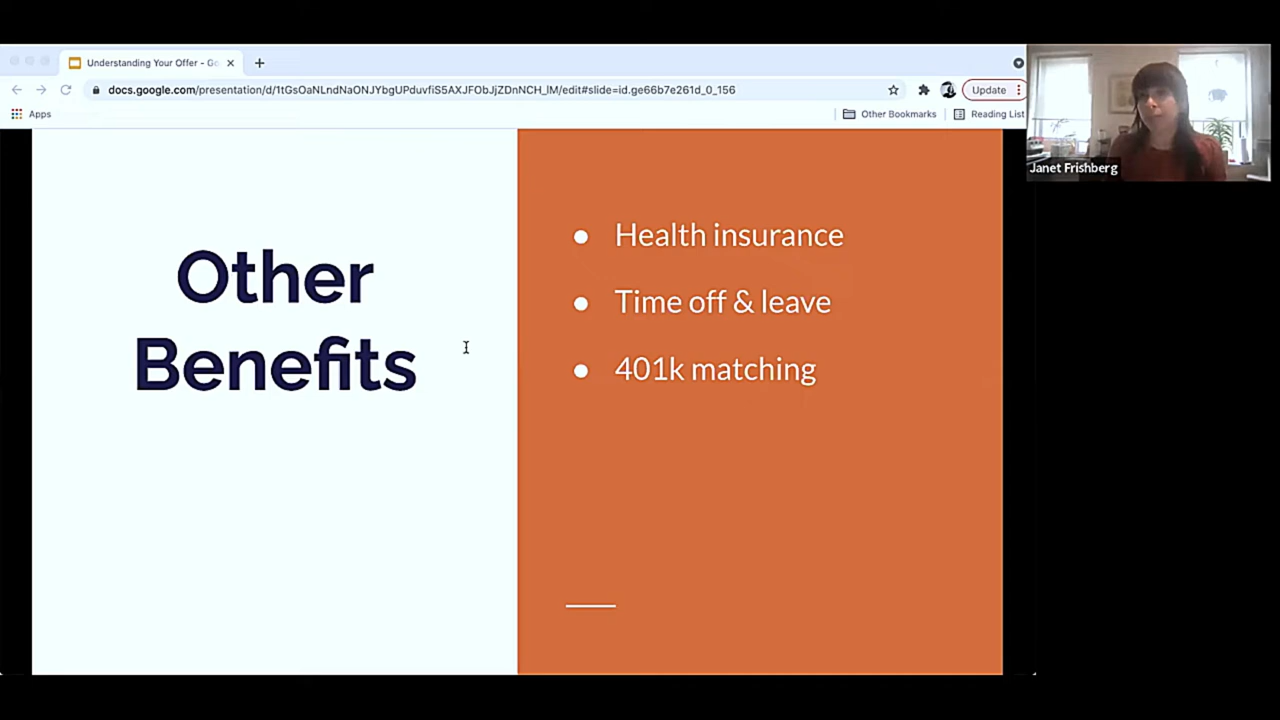 Understanding Your Offer - Go
docs.google.com/presentation/d/1tGsOaNLndNaONJYbgUPduvfiS5AXJFObJjZDnNCH_lM/edit#slide=id.ge66b7e261d_0_156
Update
Apps
Other Bookmarks
Reading List
Janet Frishberg
Other
Benefits
● Health insurance
● Time off & leave
● 401k matching